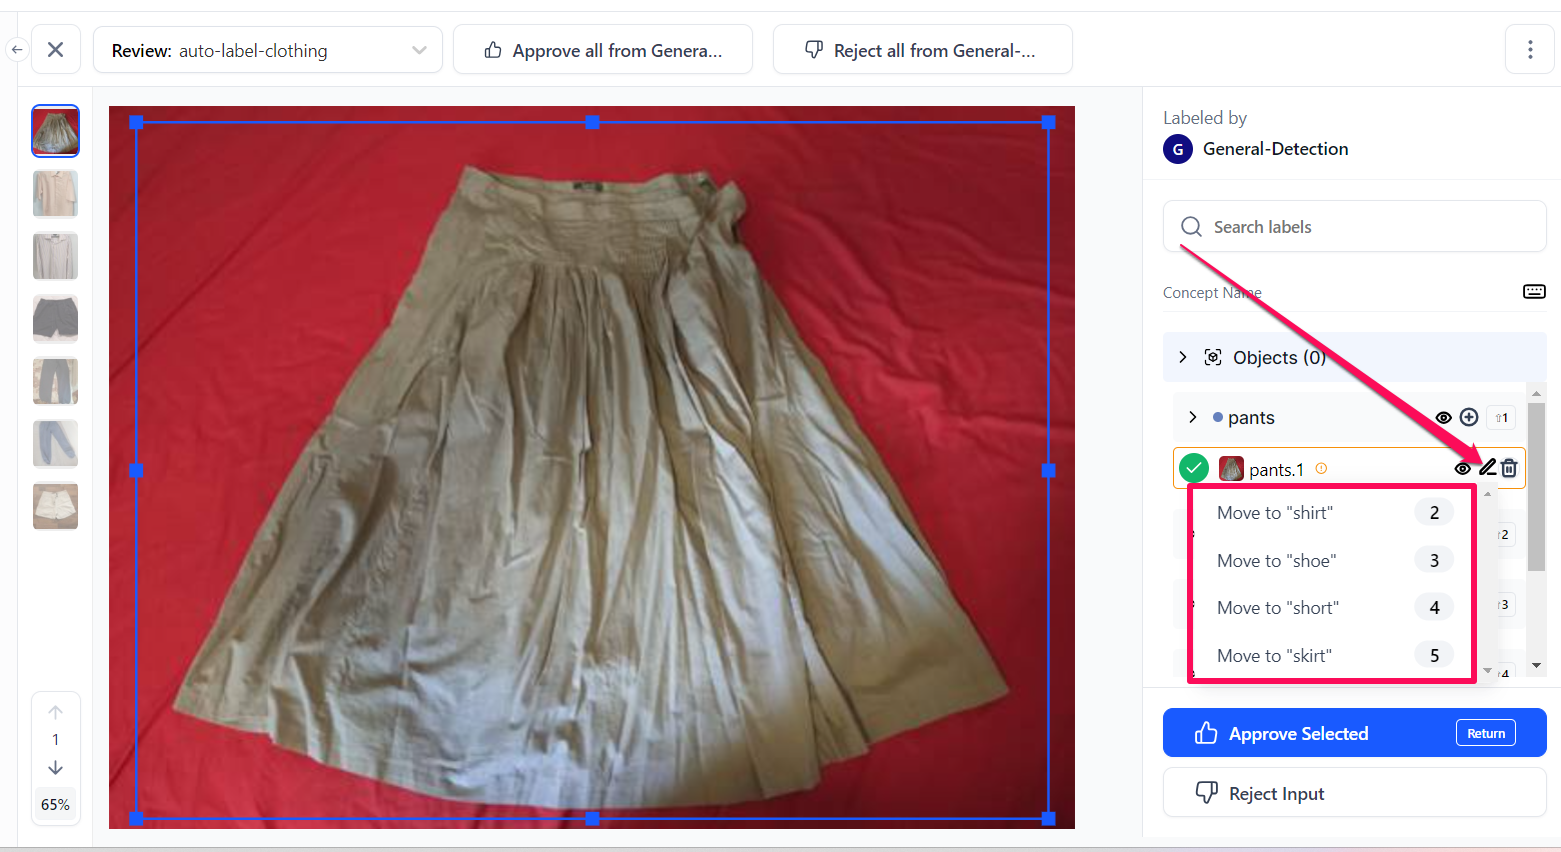 Review: auto-label-clothing
Approve all from Genera...
Reject all from General-...
Labeled by
G General-Detection
Search labels
Concept Name
Objects (0)
pants ⇧1
pants.1
Move to "shirt" 2
⇧2
Move to "shoe" 3
Move to "short" 4
⇧3
Move to "skirt" 5
⇧4
1
65%
Approve Selected Return
Reject Input